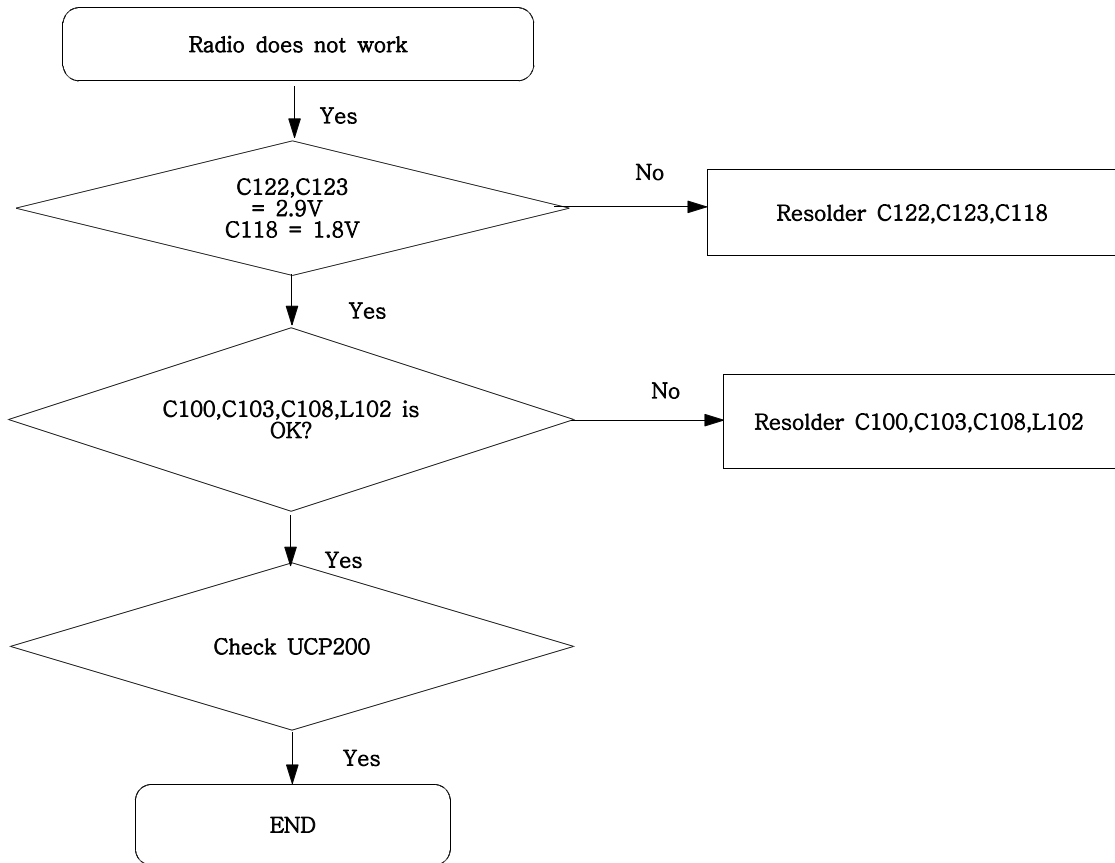 Radio does not work
Yes
C122,C123
= 2.9V
C118 = 1.8V
No
Resolder C122,C123,C118
Yes
C100,C103,C108,L102 is
OK?
No
Resolder C100,C103,C108,L102
Yes
Check UCP200
Yes
END